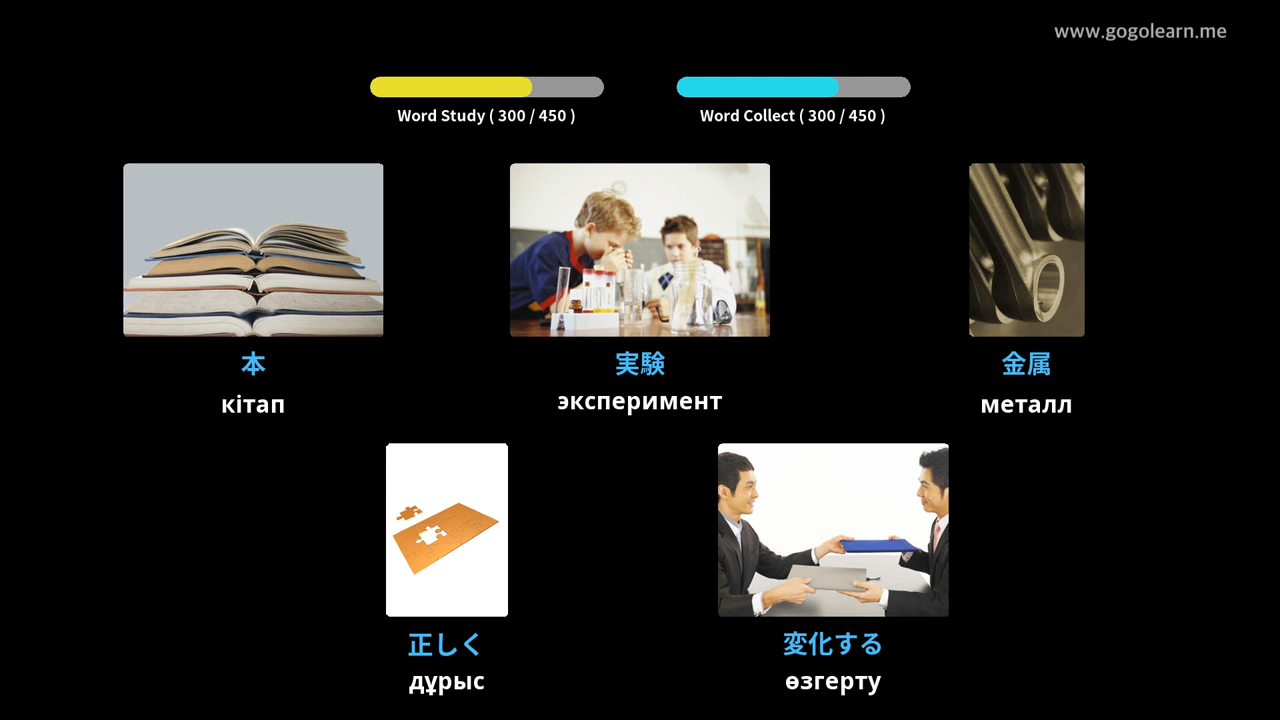 www.gogolearn.me
Word Study ( 300 / 450 )
Word Collect ( 300 / 450 )
本
кітап
実験
эксперимент
金属
металл
正しく
дұрыс
変化する
өзгерту